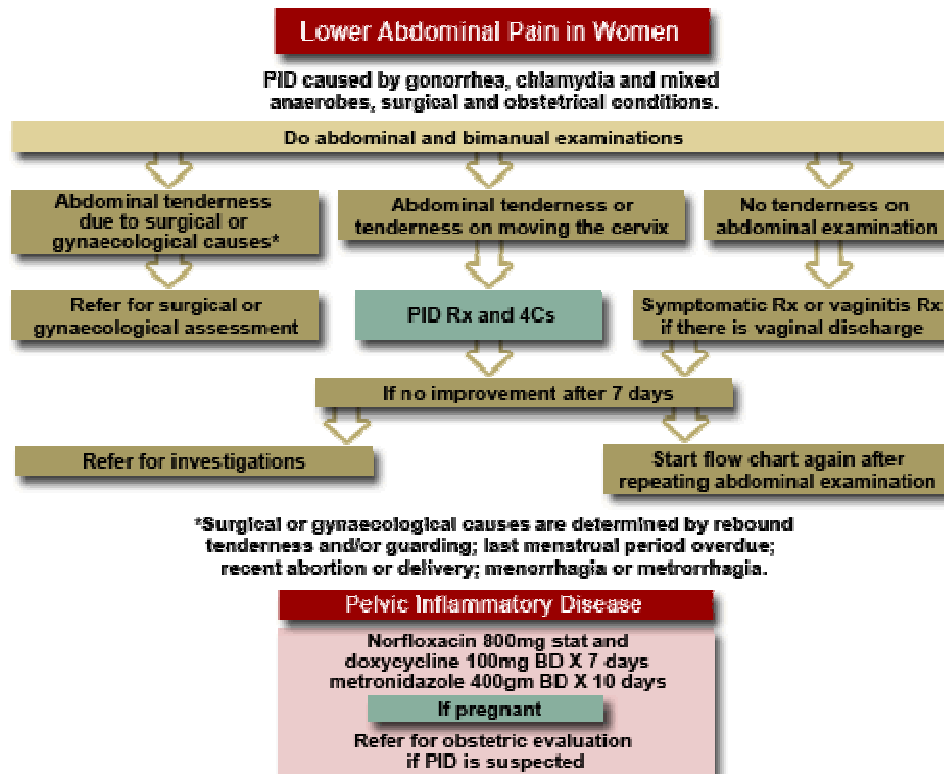 Lower Abdominal Pain in Women
PID caused by gonorrhea, chlamydia and mixed
anaerobes, surgical and obstetrical conditions.
Do abdominal and bimanual examinations
Abdominal tenderness
due to surgical or
gynaecological causes*
Abdominal tenderness or
tenderness on moving the cervix
No tenderness on
abdominal examination
Refer for surgical or
gynaecological assessment
PID Rx and 4Cs
Symptomatic Rx or vaginitis Rx
if there is vaginal discharge
If no improvement after 7 days
Refer for investigations
Start flow chart again after
repeating abdominal examination
*Surgical or gynaecological causes are determined by rebound
tenderness and/or guarding; last menstrual period overdue;
recent abortion or delivery; menorrhagia or metrorrhagia.
Pelvic Inflammatory Disease
Norfloxacin 800mg stat and
doxycycline 100mg BD X 7 days
metronidazole 400gm BD X 10 days
If pregnant
Refer for obstetric evaluation
if PID is suspected